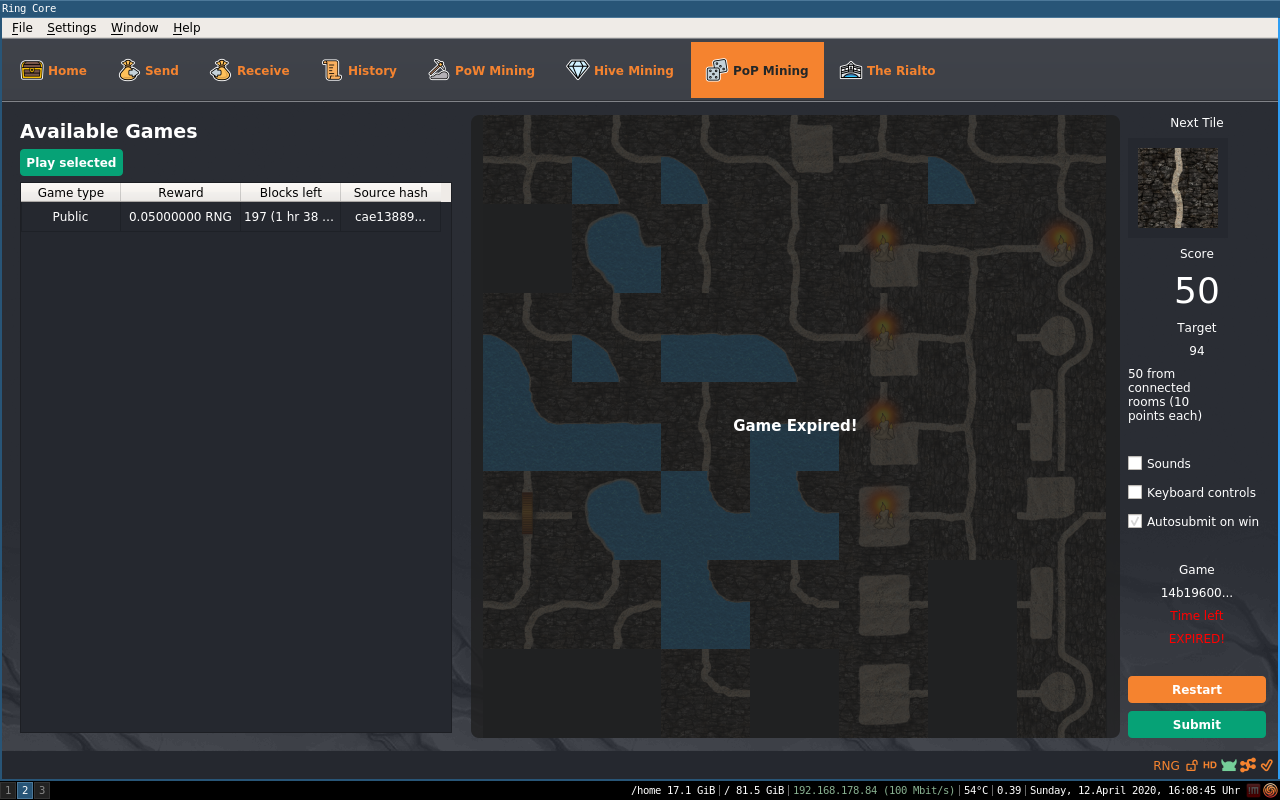 Ring Core
File Settings Window Help
Home Send Receive History PoW Mining Hive Mining PoP Mining The Rialto
Available Games
Play selected
Game type Reward Blocks left Source hash
Public 0.05000000 RNG 197 (1 hr 38 ... cae13889...
Game Expired!
Next Tile
Score
50
Target
94
50 from
connected
rooms (10
points each)
Sounds
Keyboard controls
Autosubmit on win
Game
14b19600...
Time left
EXPIRED!
Restart
Submit
RNG HD
1 2 3 /home 17.1 GiB | / 81.5 GiB | 192.168.178.84 (100 Mbit/s) | 54°C | 0.39 | Sunday, 12.April 2020, 16:08:45 Uhr